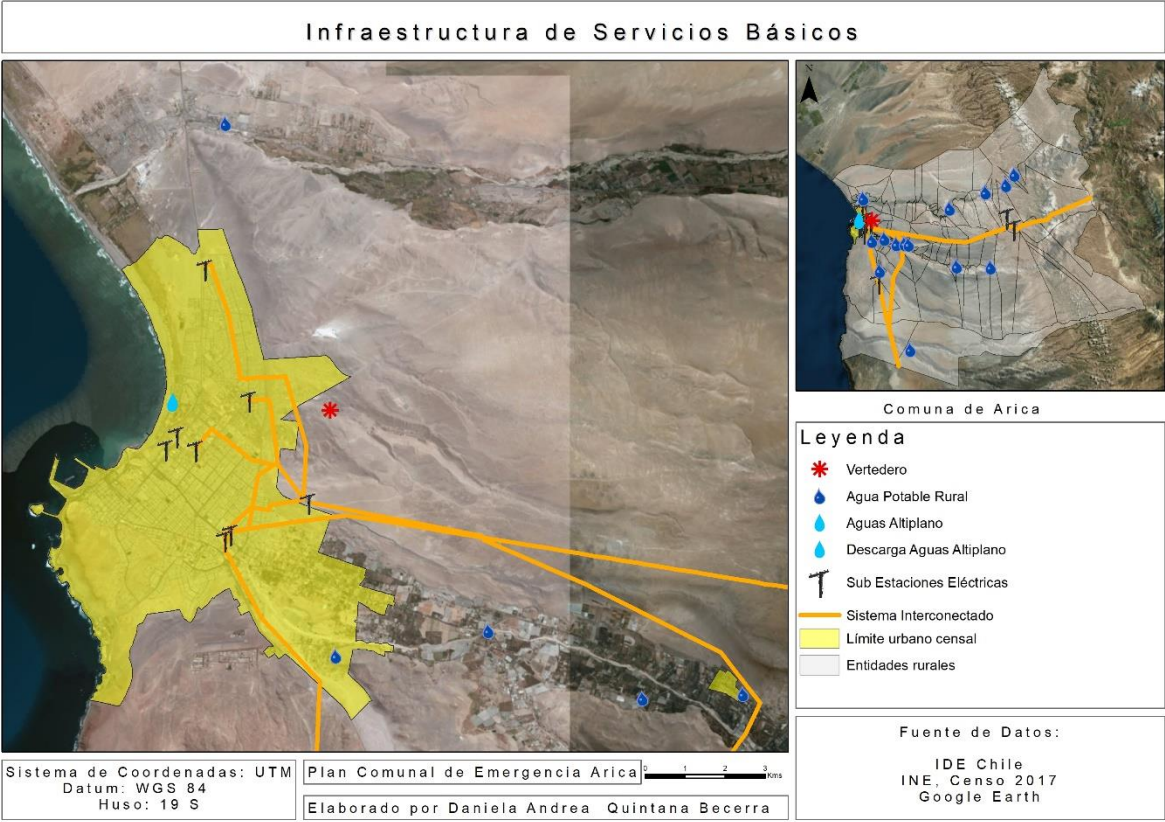 Infraestructura de Servicios Básicos
Comuna de Arica
Leyenda
Vertedero
Agua Potable Rural
Aguas Altiplano
Descarga Aguas Altiplano
Sub Estaciones Eléctricas
Sistema Interconectado
Límite urbano censal
Entidades rurales
Sistema de Coordenadas: UTM
Datum: WGS 84
Huso: 19 S
Plan Comunal de Emergencia Arica
0 1 2 3
Kms
Elaborado por Daniela Andrea Quintana Becerra
Fuente de Datos:
IDE Chile
INE, Censo 2017
Google Earth